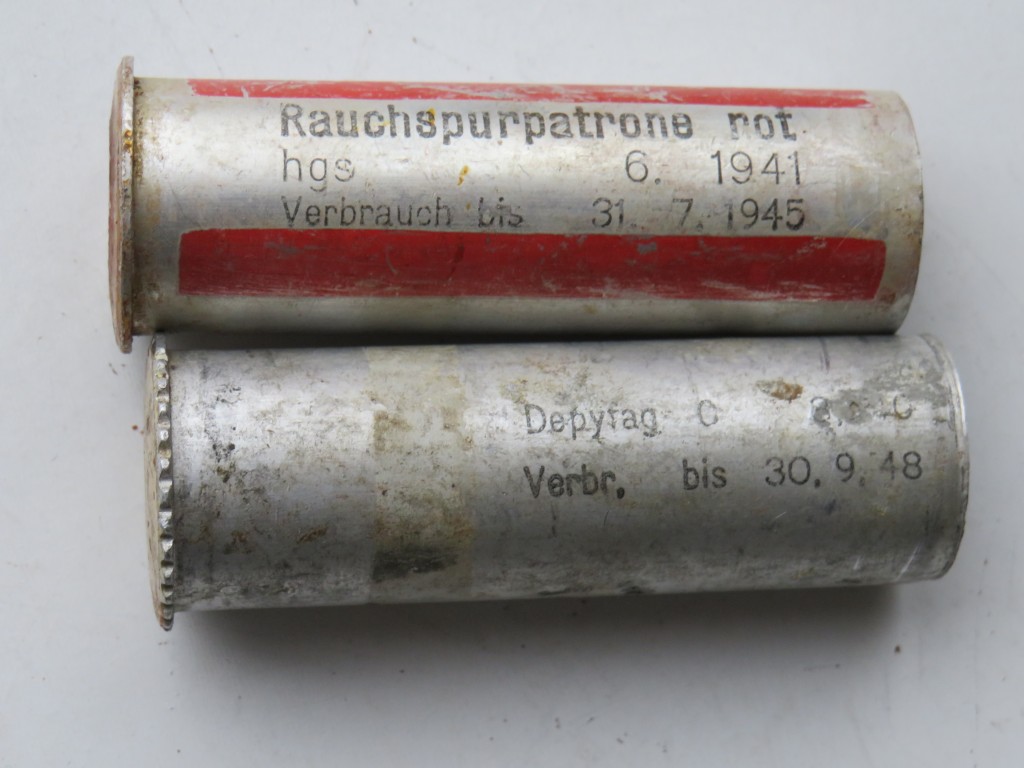 Rauchspurpatrone rot
hgs 6. 1941
Verbrauch bis 31. 7. 1945
Depyfag
Verbr. bis 30. 9. 48